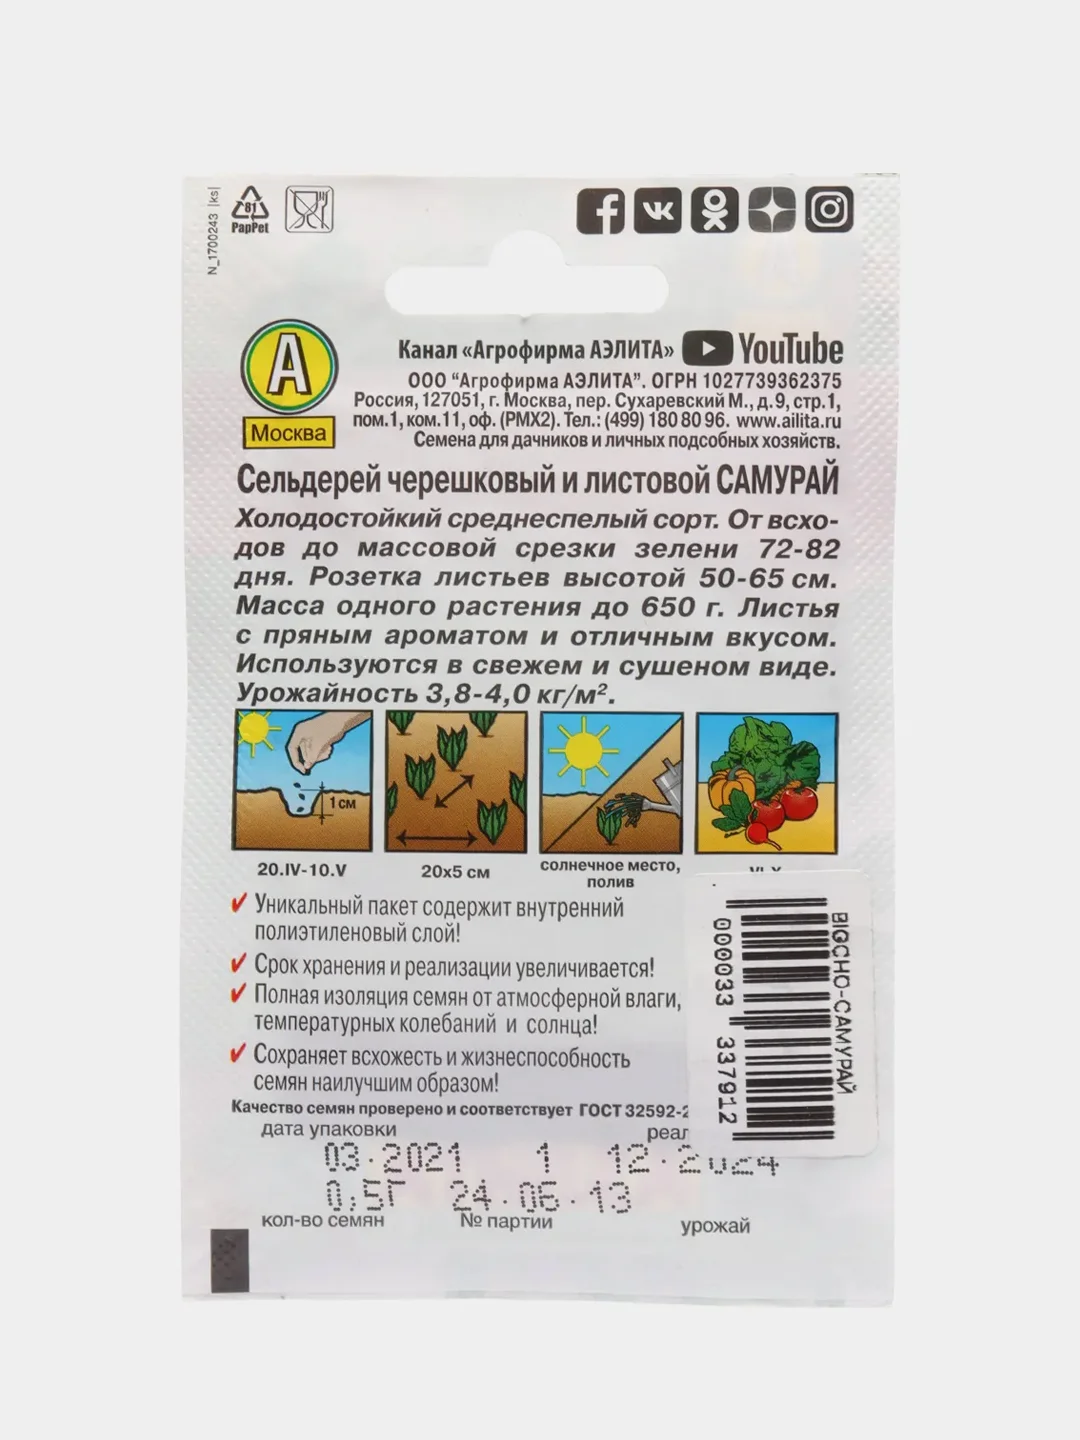 N_1700243 |ks|
81
PapPet
Канал «Агрофирма АЭЛИТА» YouTube
ООО "Агрофирма АЭЛИТА". ОГРН 1027739362375
Россия, 127051, г. Москва, пер. Сухаревский М., д.9, стр.1,
пом.1, ком.11, оф. (РМХ2). Тел.: (499) 180 80 96. www.ailita.ru
Семена для дачников и личных подсобных хозяйств.
А
Москва
Сельдерей черешковый и листовой САМУРАЙ
Холодостойкий среднеспелый сорт. От всхо-
дов до массовой срезки зелени 72-82
дня. Розетка листьев высотой 50-65 см.
Масса одного растения до 650 г. Листья
с пряным ароматом и отличным вкусом.
Используются в свежем и сушеном виде.
Урожайность 3,8-4,0 кг/м².
1 см
20.IV-10.V
20х5 см
солнечное место,
полив
Уникальный пакет содержит внутренний
полиэтиленовый слой!
Срок хранения и реализации увеличивается!
Полная изоляция семян от атмосферной влаги,
температурных колебаний и солнца!
Сохраняет всхожесть и жизнеспособность
семян наилучшим образом!
Качество семян проверено и соответствует ГОСТ 32592-2
000033 337912
дата упаковки
03.2021 1 12.2024
0,5Г 24.06.13
кол-во семян № партии урожай